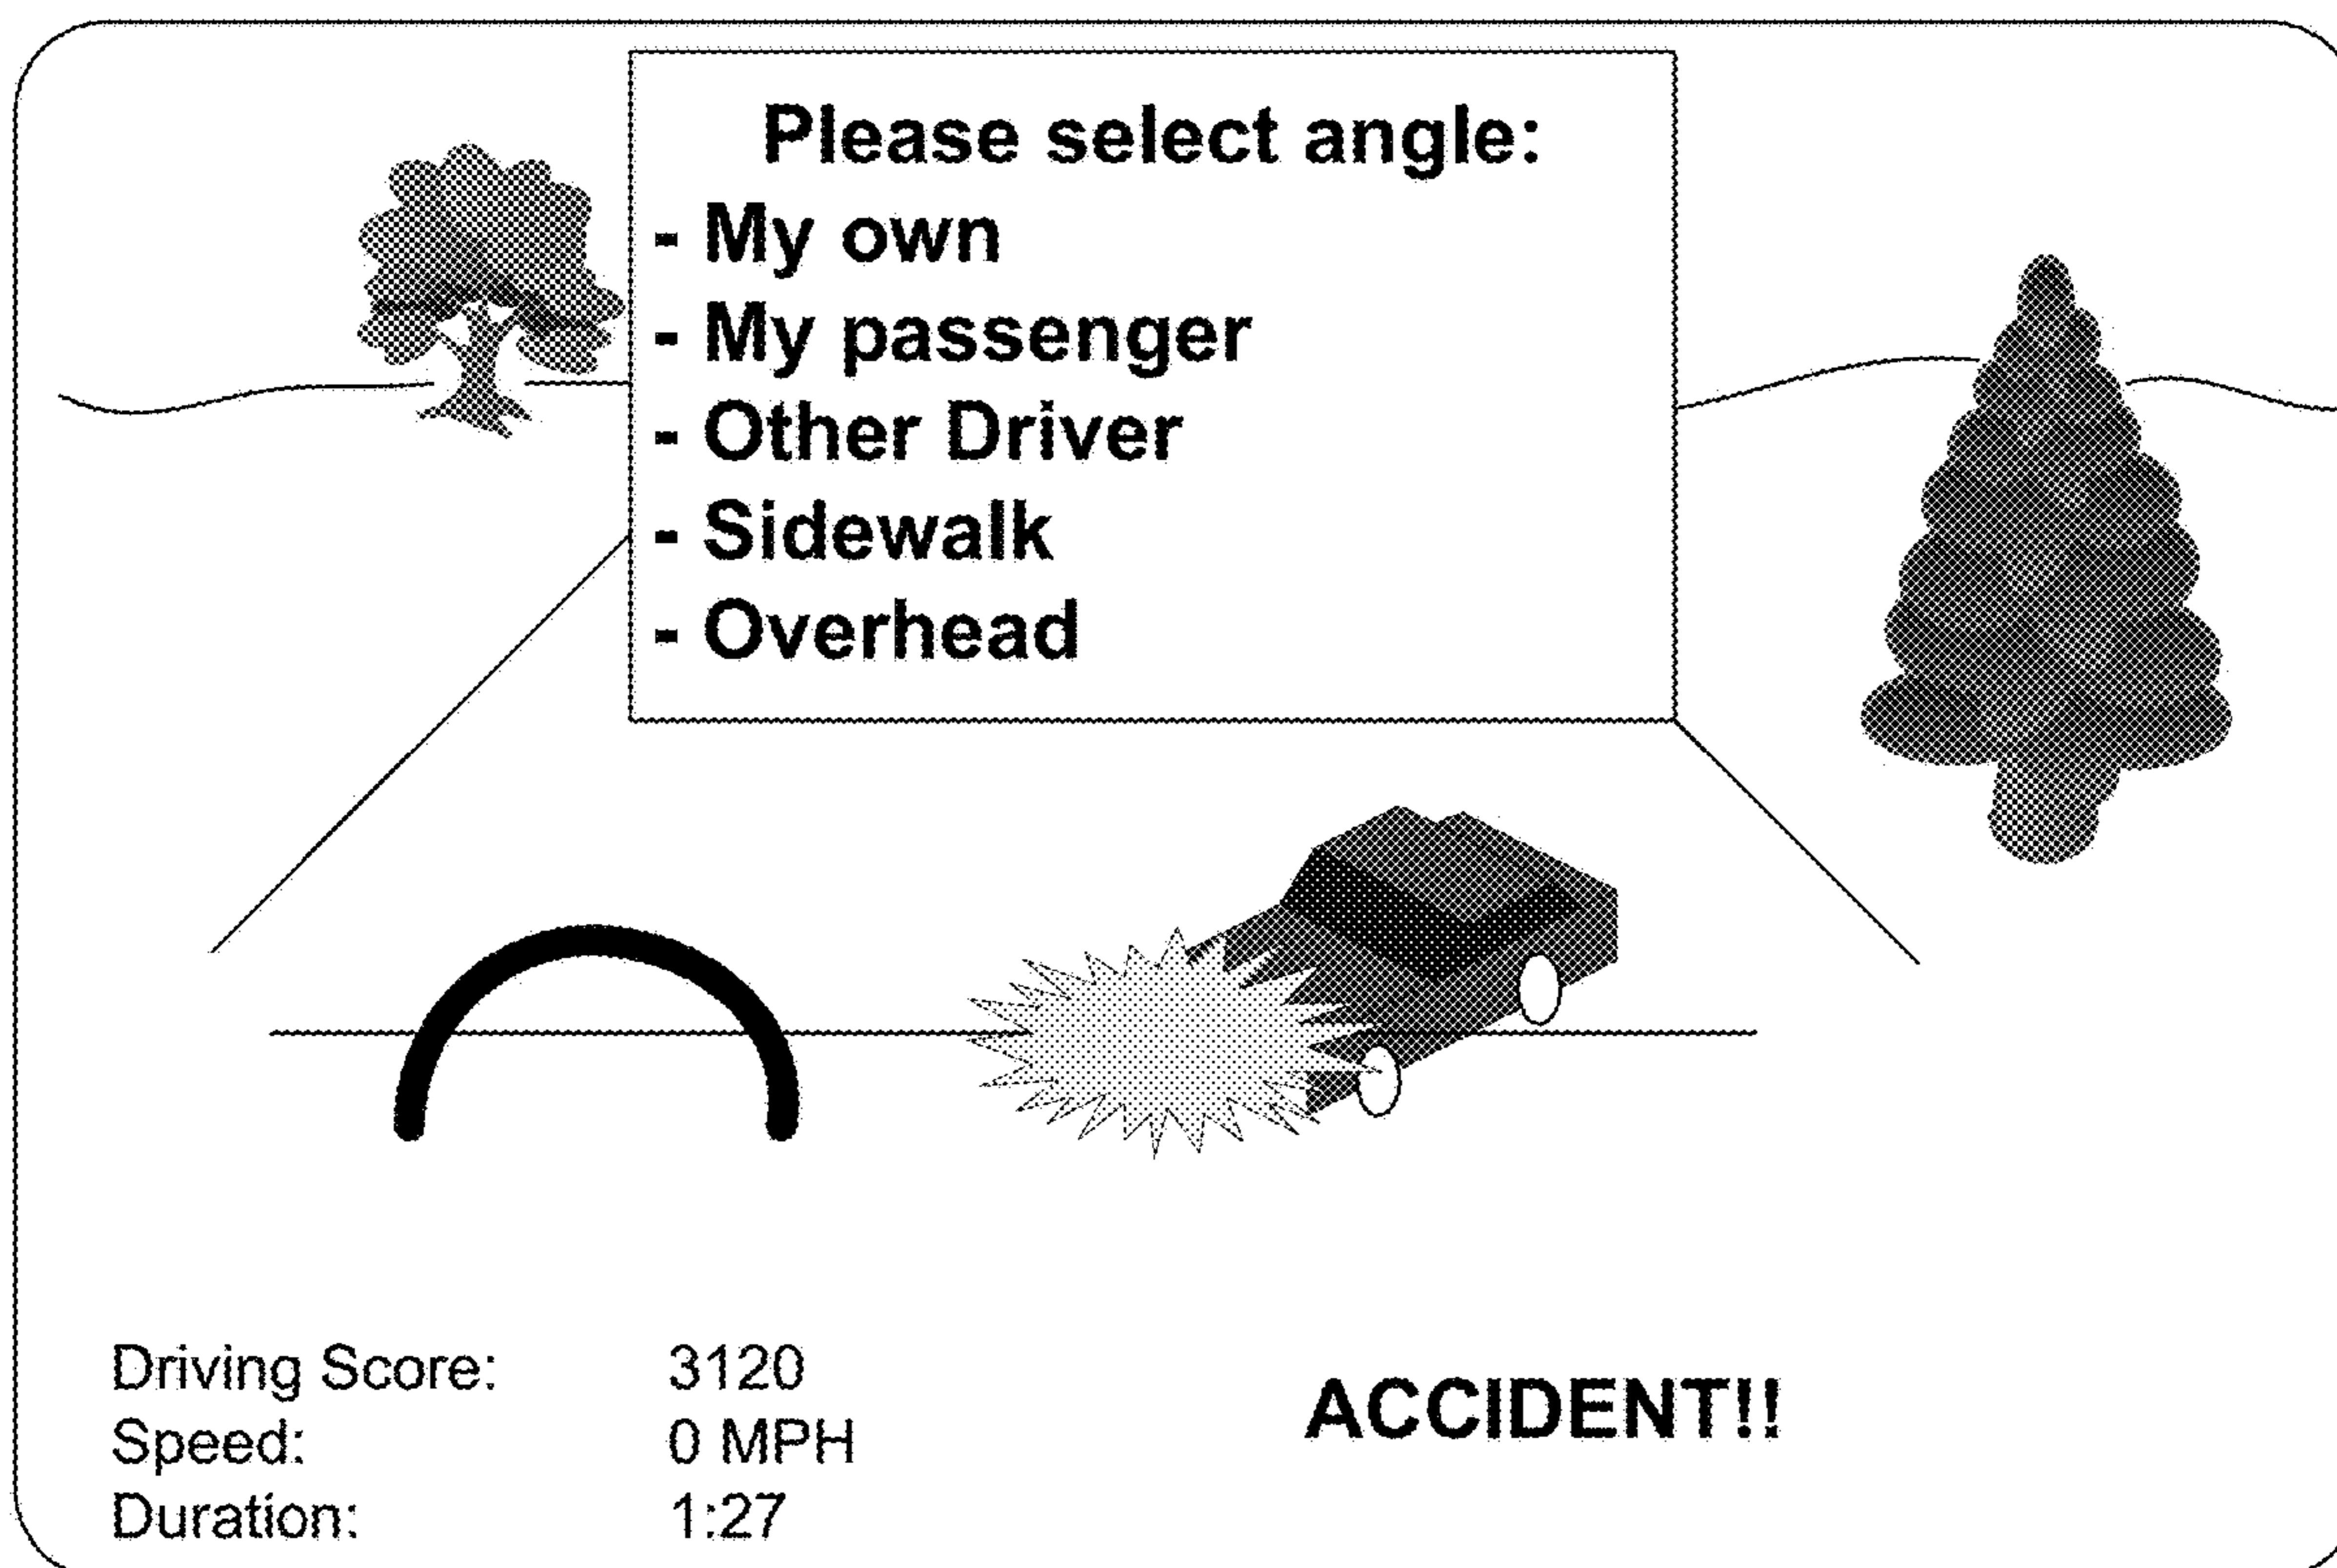 Please select angle:
- My own
- My passenger
- Other Driver
- Sidewalk
- Overhead
Driving Score: 3120
Speed: 0 MPH
Duration: 1:27
ACCIDENT!!